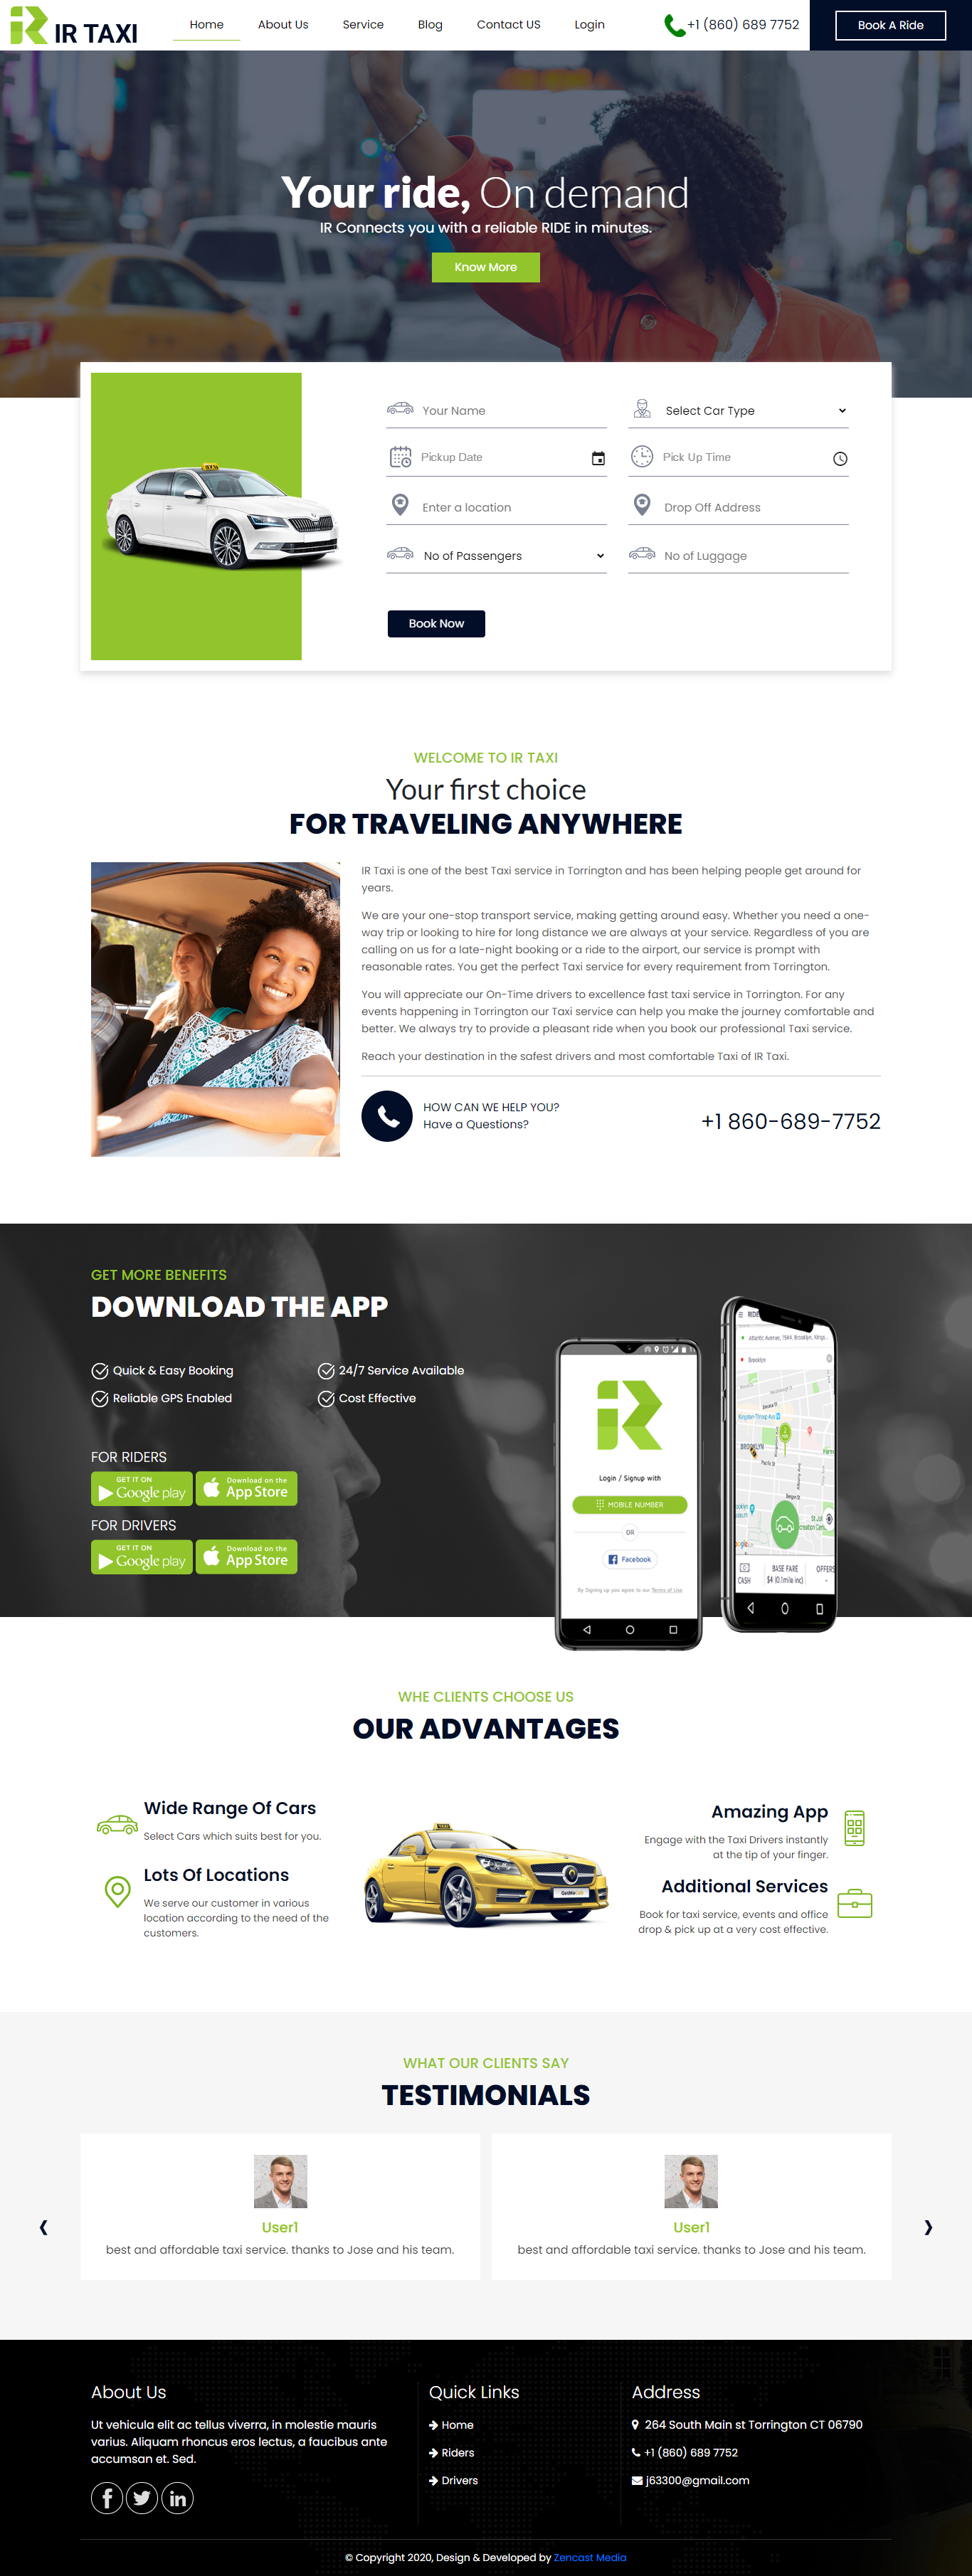 IR TAXI
Home
About Us
Service
Blog
Contact US
Login
+1 (860) 689 7752
Book A Ride
Your ride, On demand
IR Connects you with a reliable RIDE in minutes.
Know More
Your Name
Select Car Type
Pickup Date
Pick Up Time
Enter a location
Drop Off Address
No of Passengers
No of Luggage
Book Now
WELCOME TO IR TAXI
Your first choice
FOR TRAVELING ANYWHERE
IR Taxi is one of the best Taxi service in Torrington and has been helping people get around for
years.
We are your one-stop transport service, making getting around easy. Whether you need a one-
way trip or looking to hire for long distance we are always at your service. Regardless of you are
calling on us for a late-night booking or a ride to the airport, our service is prompt with
reasonable rates. You get the perfect Taxi service for every requirement from Torrington.
You will appreciate our On-Time drivers to excellence fast taxi service in Torrington. For any
events happening in Torrington our Taxi service can help you make the journey comfortable and
better. We always try to provide a pleasant ride when you book our professional Taxi service.
Reach your destination in the safest drivers and most comfortable Taxi of IR Taxi.
HOW CAN WE HELP YOU?
Have a Questions?
+1 860-689-7752
GET MORE BENEFITS
DOWNLOAD THE APP
Quick & Easy Booking
24/7 Service Available
Reliable GPS Enabled
Cost Effective
FOR RIDERS
GET IT ON
Google play
Download on the
App Store
FOR DRIVERS
GET IT ON
Google play
Download on the
App Store
Login / Signup with
MOBILE NUMBER
OR
Facebook
By Signing up you agree to our Terms of Use
RIDE
Atlantic Avenue, 1544, Brooklyn, Kings...
Brooklyn
BROOKLYN
CASH
BASE FARE
$4 (0.1mile inc)
OFFERS
WHE CLIENTS CHOOSE US
OUR ADVANTAGES
Wide Range Of Cars
Select Cars which suits best for you.
Lots Of Locations
We serve our customer in various
location according to the need of the
customers.
Amazing App
Engage with the Taxi Drivers instantly
at the tip of your finger.
Additional Services
Book for taxi service, events and office
drop & pick up at a very cost effective.
WHAT OUR CLIENTS SAY
TESTIMONIALS
User1
best and affordable taxi service. thanks to Jose and his team.
User1
best and affordable taxi service. thanks to Jose and his team.
About Us
Ut vehicula elit ac tellus viverra, in molestie mauris
varius. Aliquam rhoncus eros lectus, a faucibus ante
accumsan et. Sed.
Quick Links
Home
Riders
Drivers
Address
264 South Main st Torrington CT 06790
+1 (860) 689 7752
j63300@gmail.com
© Copyright 2020, Design & Developed by Zencast Media